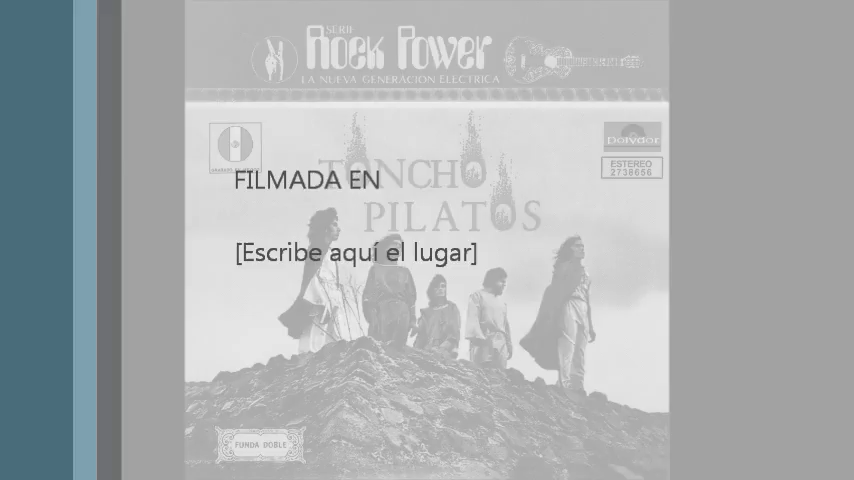 SERIE
Rock Power
LA NUEVA GENERACION ELECTRICA
Polydor
ESTEREO
2738656
TONCHO
PILATOS
FILMADA EN
[Escribe aquí el lugar]
FUNDA DOBLE